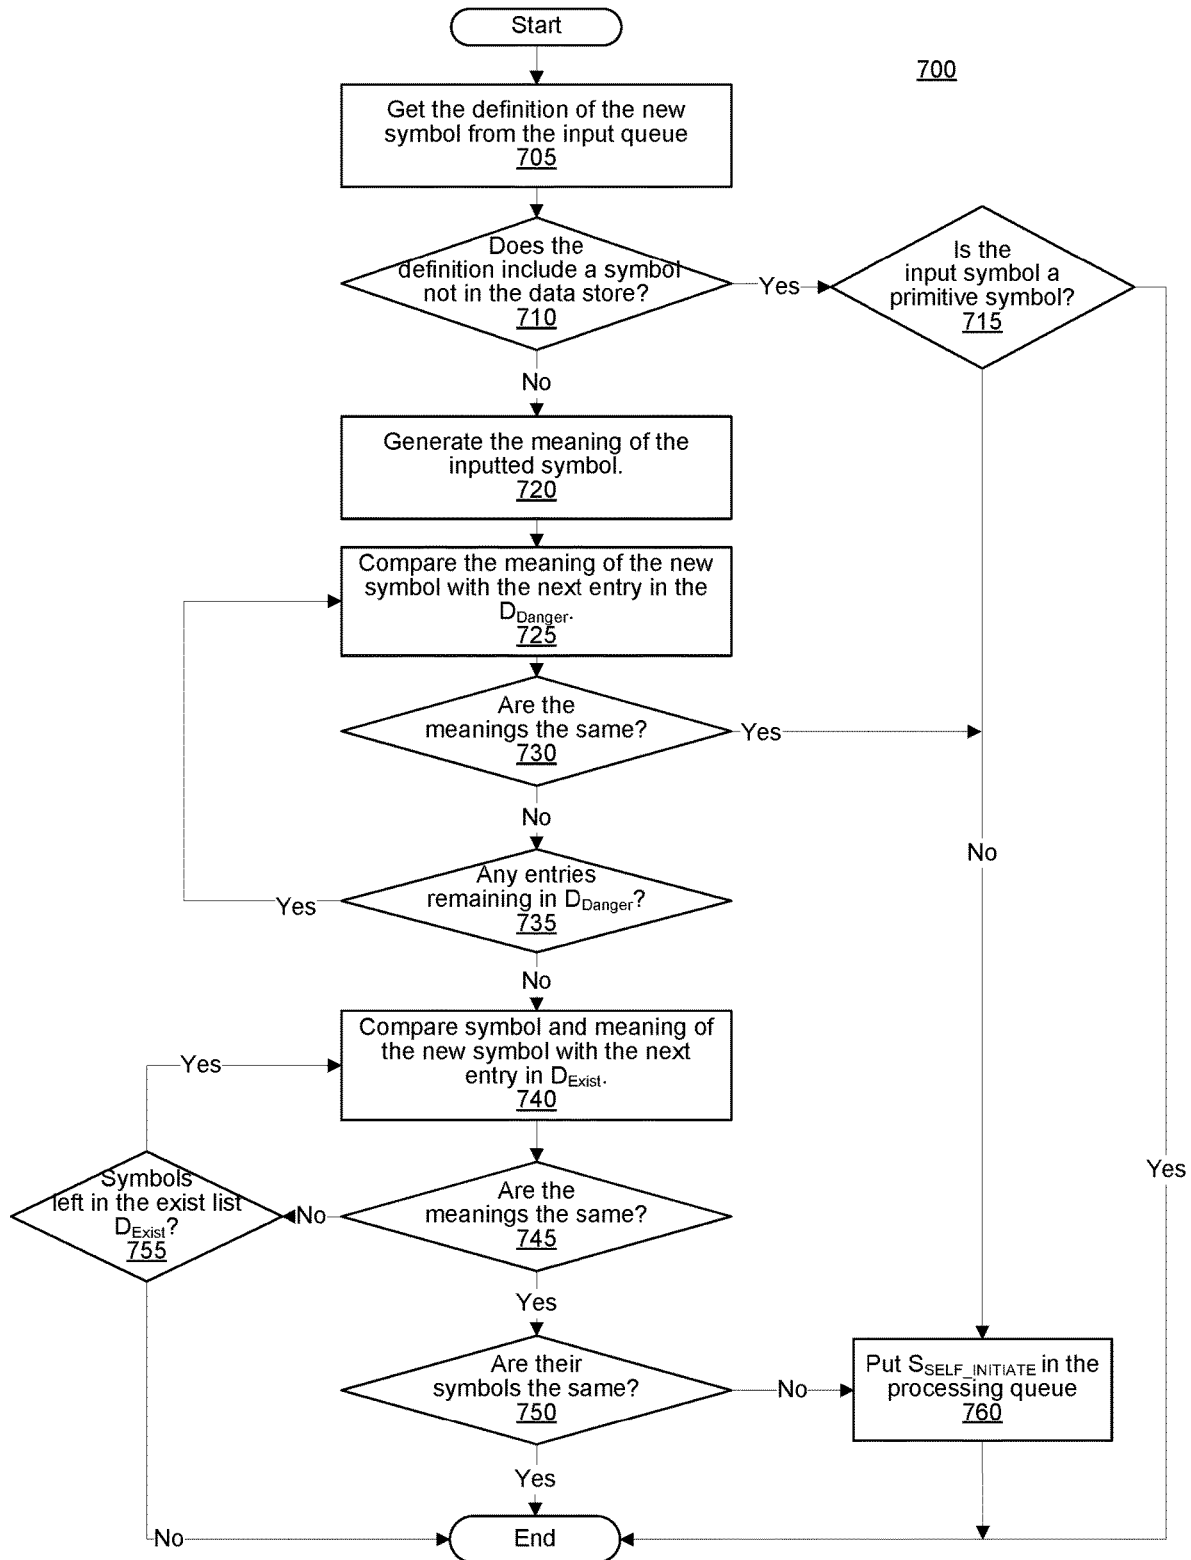 Start
700
Get the definition of the new
symbol from the input queue
705
Does the
definition include a symbol
not in the data store?
710
Yes
Is the
input symbol a
primitive symbol?
715
No
Generate the meaning of the
inputted symbol.
720
Compare the meaning of the new
symbol with the next entry in the
D_Danger.
725
Are the
meanings the same?
730
Yes
No
No
Any entries
remaining in D_Danger?
735
Yes
No
Compare symbol and meaning of
the new symbol with the next
entry in D_Exist.
740
Yes
Symbols
left in the exist list
D_Exist?
755
No
Are the
meanings the same?
745
Yes
Yes
Are their
symbols the same?
750
No
Put S_SELF_INITIATE in the
processing queue
760
Yes
No
End